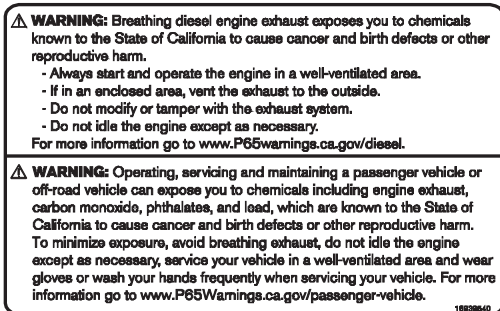 ⚠ WARNING: Breathing diesel engine exhaust exposes you to chemicals
known to the State of California to cause cancer and birth defects or other
reproductive harm.
- Always start and operate the engine in a well-ventilated area.
- If in an enclosed area, vent the exhaust to the outside.
- Do not modify or tamper with the exhaust system.
- Do not idle the engine except as necessary.
For more information go to www.P65warnings.ca.gov/diesel.
⚠ WARNING: Operating, servicing and maintaining a passenger vehicle or
off-road vehicle can expose you to chemicals including engine exhaust,
carbon monoxide, phthalates, and lead, which are known to the State of
California to cause cancer and birth defects or other reproductive harm.
To minimize exposure, avoid breathing exhaust, do not idle the engine
except as necessary, service your vehicle in a well-ventilated area and wear
gloves or wash your hands frequently when servicing your vehicle. For more
information go to www.P65Warnings.ca.gov/passenger-vehicle.
16939640